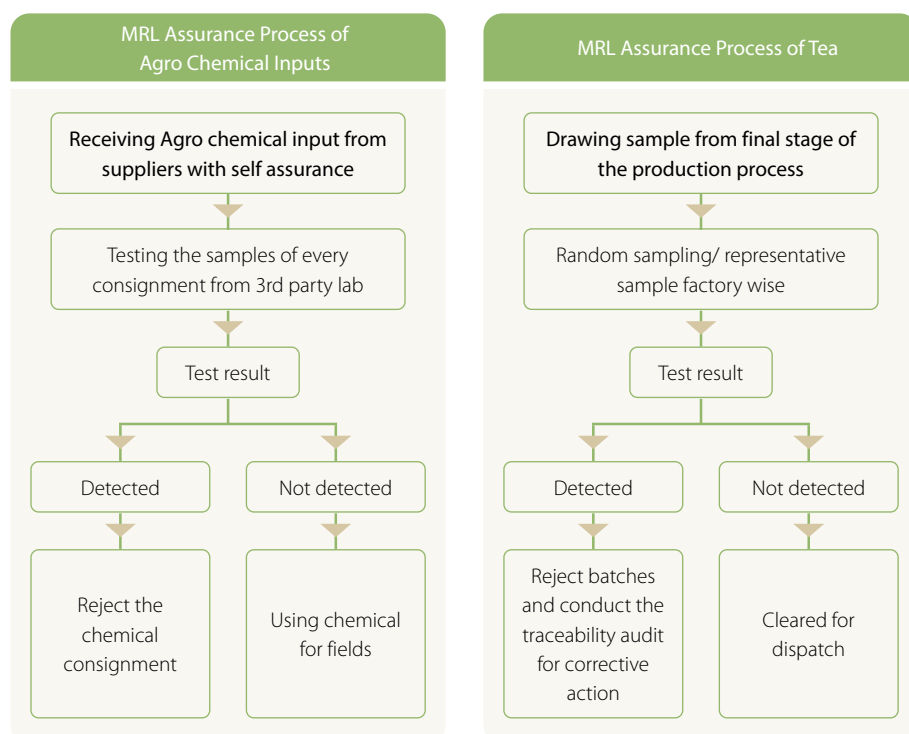 MRL Assurance Process of
Agro Chemical Inputs
Receiving Agro chemical input from
suppliers with self assurance
Testing the samples of every
consignment from 3rd party lab
Test result
Detected
Not detected
Reject the
chemical
consignment
Using chemical
for fields
MRL Assurance Process of Tea
Drawing sample from final stage of
the production process
Random sampling/ representative
sample factory wise
Test result
Detected
Not detected
Reject batches
and conduct the
traceability audit
for corrective
action
Cleared for
dispatch